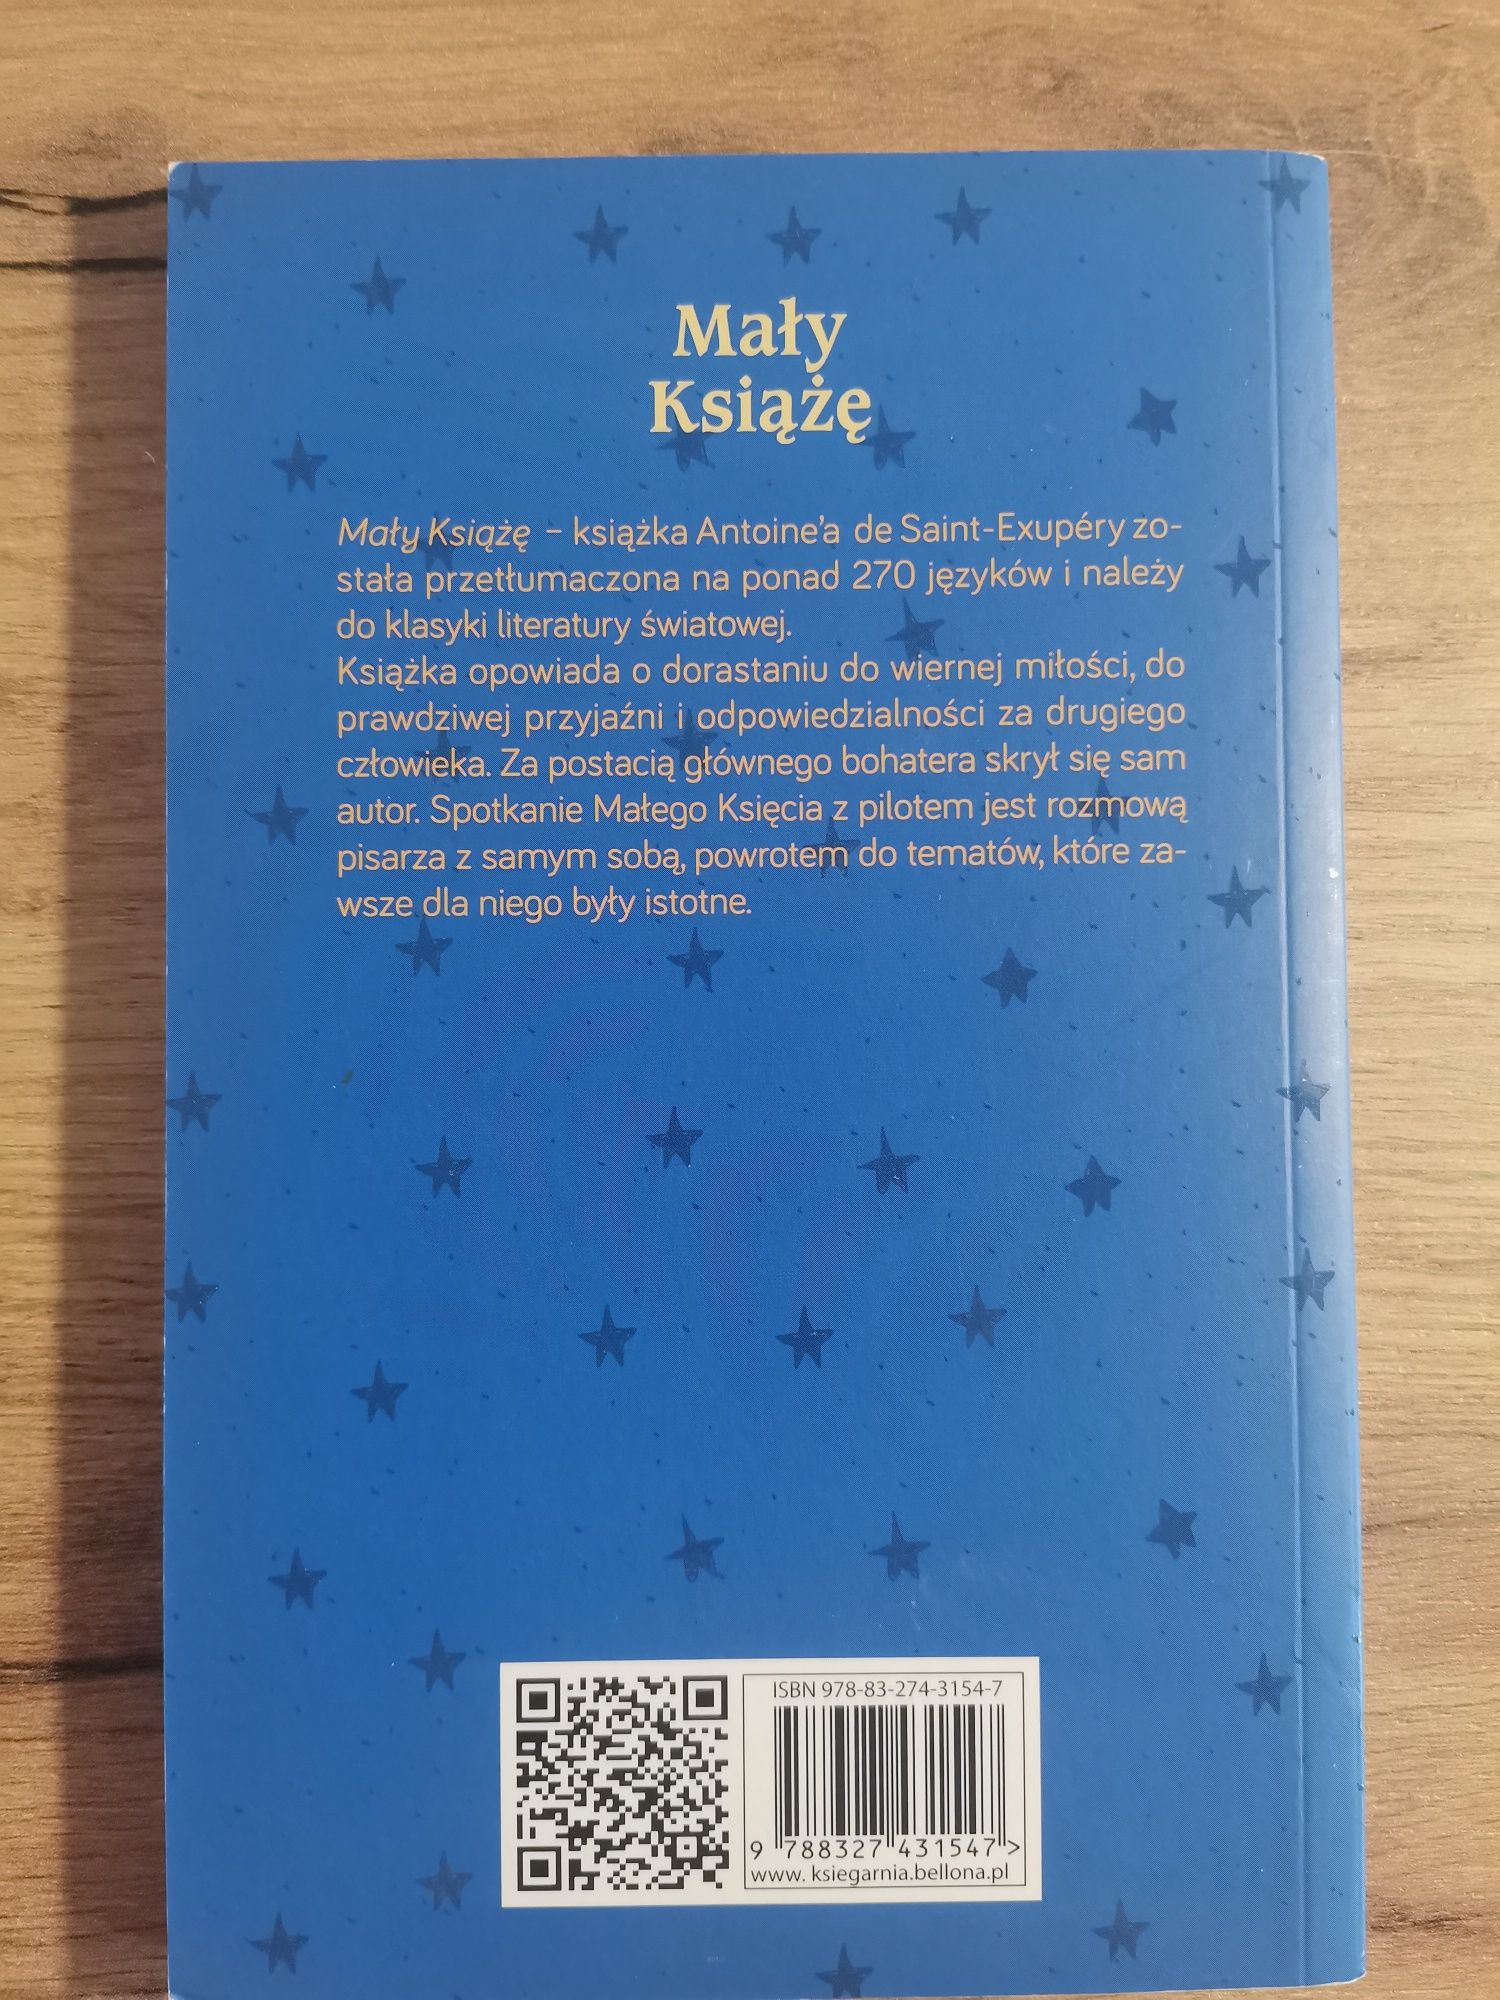 Mały
Książę
Mały Książę – książka Antoine’a de Saint-Exupéry zo-
stała przetłumaczona na ponad 270 języków i należy
do klasyki literatury światowej.
Książka opowiada o dorastaniu do wiernej miłości, do
prawdziwej przyjaźni i odpowiedzialności za drugiego
człowieka. Za postacią głównego bohatera skrył się sam
autor. Spotkanie Małego Księcia z pilotem jest rozmową
pisarza z samym sobą, powrotem do tematów, które za-
wsze dla niego były istotne.
ISBN 978-83-274-3154-7
9 788327 431547 >
www. ksiegarnia.bellona.pl